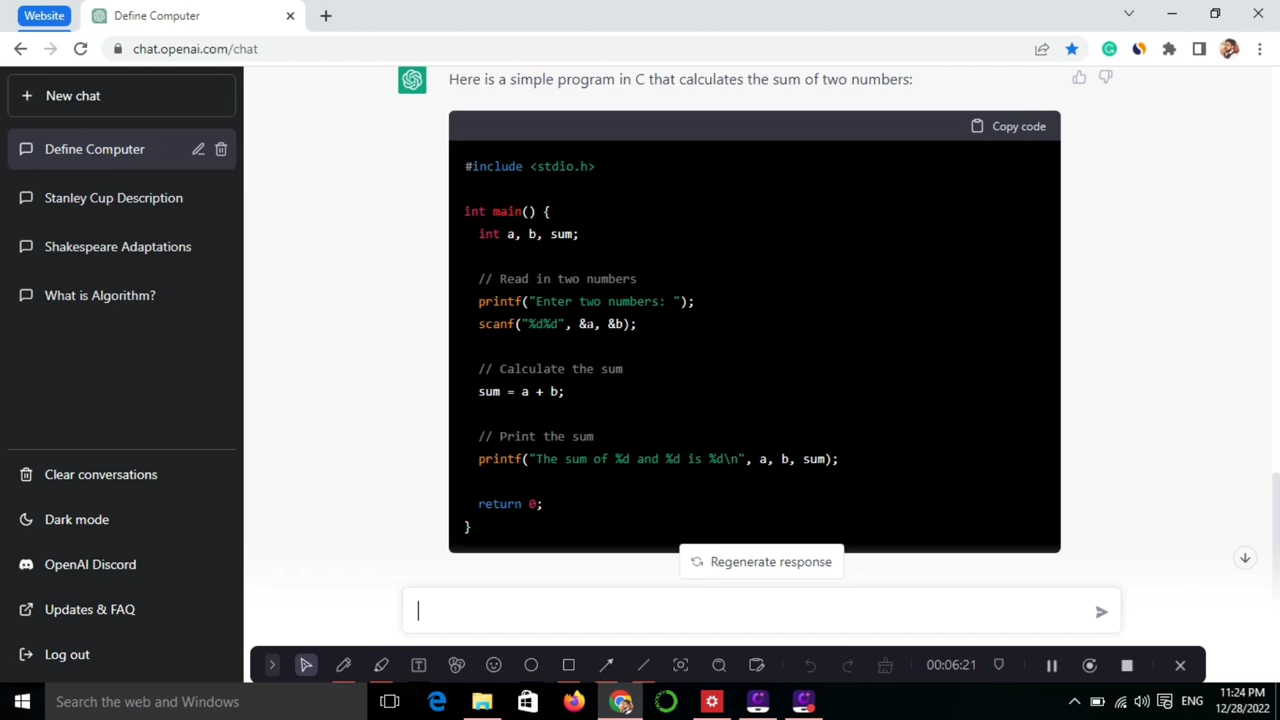 Website
Define Computer
chat.openai.com/chat
New chat
Define Computer
Stanley Cup Description
Shakespeare Adaptations
What is Algorithm?
Clear conversations
Dark mode
OpenAI Discord
Updates & FAQ
Log out
Here is a simple program in C that calculates the sum of two numbers:
Copy code
#include <stdio.h>
int main() {
int a, b, sum;
// Read in two numbers
printf("Enter two numbers: ");
scanf("%d%d", &a, &b);
// Calculate the sum
sum = a + b;
// Print the sum
printf("The sum of %d and %d is %d\n", a, b, sum);
return 0;
}
Regenerate response
00:06:21
Search the web and Windows
ENG
11:24 PM
12/28/2022